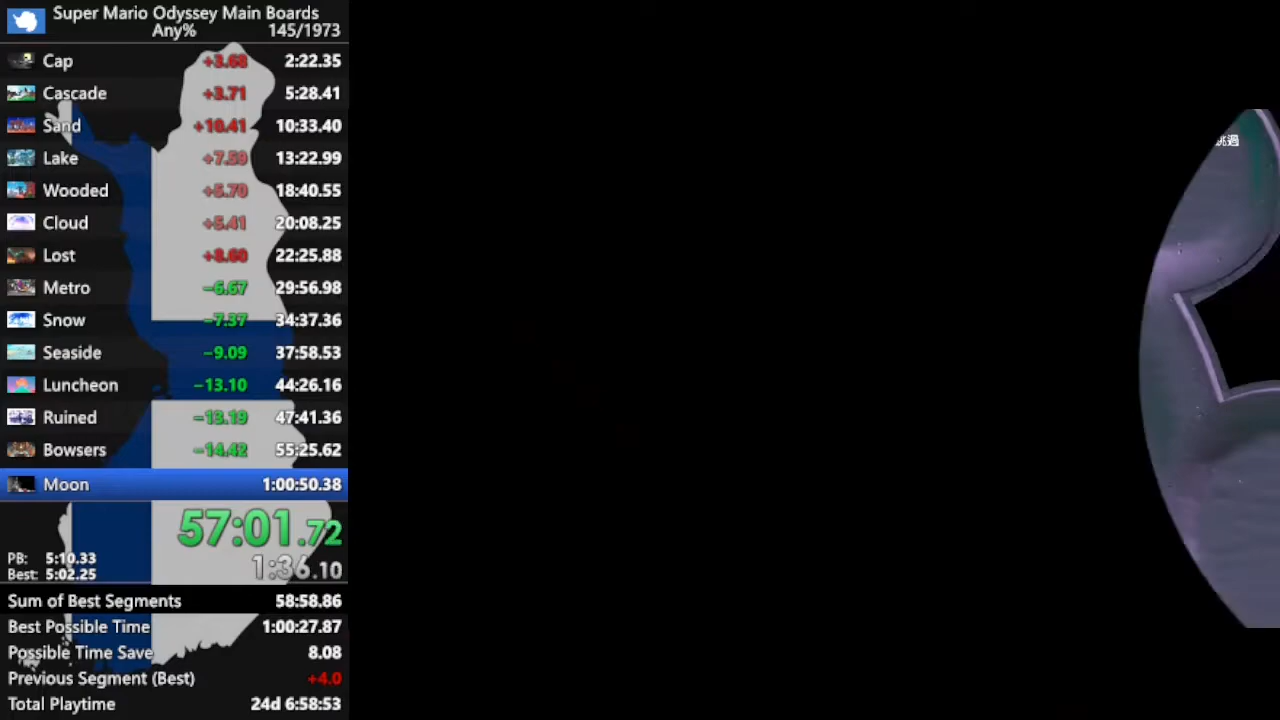 Super Mario Odyssey Main Boards
Any% 145/1973
Cap +3.68 2:22.35
Cascade +3.71 5:28.41
Sand +10.41 10:33.40
Lake +7.59 13:22.99
Wooded +5.70 18:40.55
Cloud +5.41 20:08.25
Lost +8.60 22:25.88
Metro −6.67 29:56.98
Snow −7.37 34:37.36
Seaside −9.09 37:58.53
Luncheon −13.10 44:26.16
Ruined −13.19 47:41.36
Bowsers −14.42 55:25.62
Moon 1:00:50.38
57:01.72
PB: 5:10.33
Best: 5:02.25
1:36.10
Sum of Best Segments 58:58.86
Best Possible Time 1:00:27.87
Possible Time Save 8.08
Previous Segment (Best) +4.0
Total Playtime 24d 6:58:53
跳過